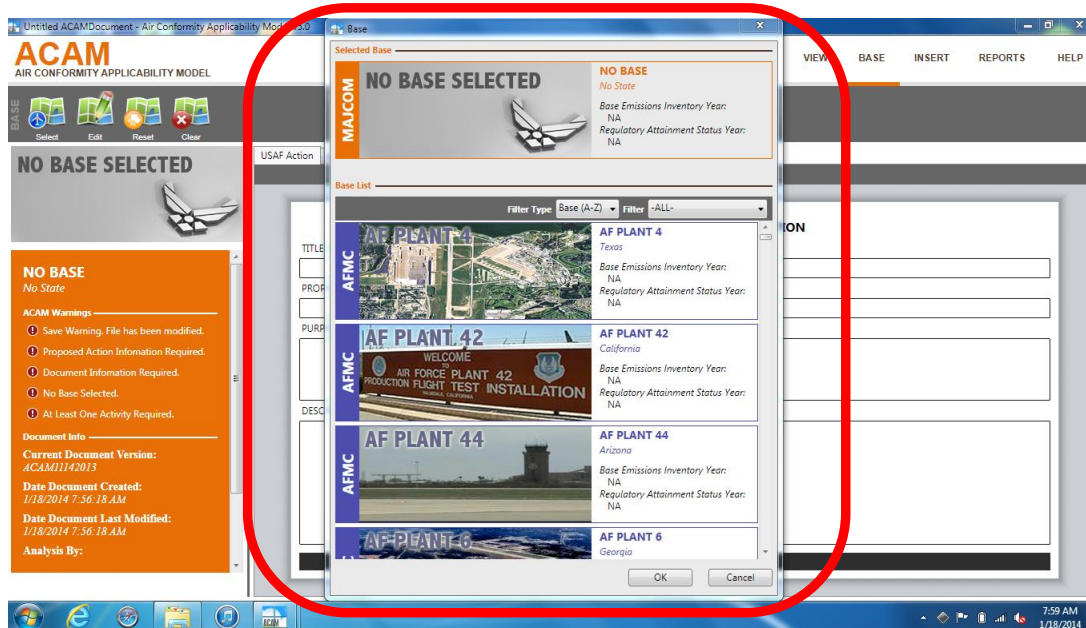 Untitled ACAMDocument - Air Conformity Applicability Mod
5.0
ACAM
AIR CONFORMITY APPLICABILITY MODEL
VIEW
BASE
INSERT
REPORTS
HELP
BASE
Select
Edit
Reset
Clear
NO BASE SELECTED
NO BASE
No State
ACAM Warnings
Save Warning. File has been modified.
Proposed Action Infomation Required.
Document Infomation Required.
No Base Selected.
At Least One Activity Required.
Document Info
Current Document Version:
ACAM11142013
Date Document Created:
1/18/2014 7:56:18 AM
Date Document Last Modified:
1/18/2014 7:56:18 AM
Analysis By:
USAF Action
ION
TITLE
PROP
PURP
DESC
Base
Selected Base
MAJCOM
NO BASE SELECTED
NO BASE
No State
Base Emissions Inventory Year:
NA
Regulatory Attainment Status Year:
NA
Base List
Filter Type Base (A-Z) Filter -ALL-
AFMC
AF PLANT 4
AF PLANT 4
Texas
Base Emissions Inventory Year:
NA
Regulatory Attainment Status Year:
NA
AFMC
AF PLANT 42
WELCOME
TO
AIR FORCE PLANT 42
PRODUCTION FLIGHT TEST INSTALLATION
PALMDALE, CALIFORNIA
AF PLANT 42
California
Base Emissions Inventory Year:
NA
Regulatory Attainment Status Year:
NA
AFMC
AF PLANT 44
AF PLANT 44
Arizona
Base Emissions Inventory Year:
NA
Regulatory Attainment Status Year:
NA
AF PLANT 6
AF PLANT 6
Georgia
OK
Cancel
ACAM
7:59 AM
1/18/2014